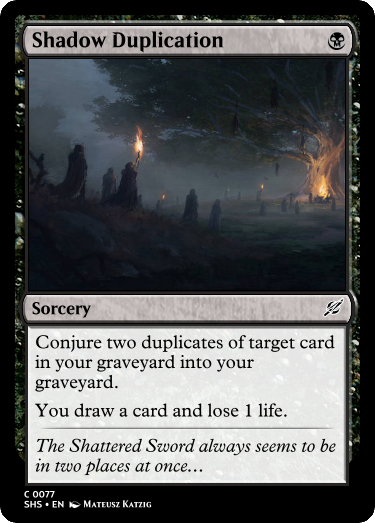 Shadow Duplication
Sorcery
Conjure two duplicates of target card
in your graveyard into your
graveyard.
You draw a card and lose 1 life.
The Shattered Sword always seems to be
in two places at once…
C 0077
SHS • EN Mateusz Katzig